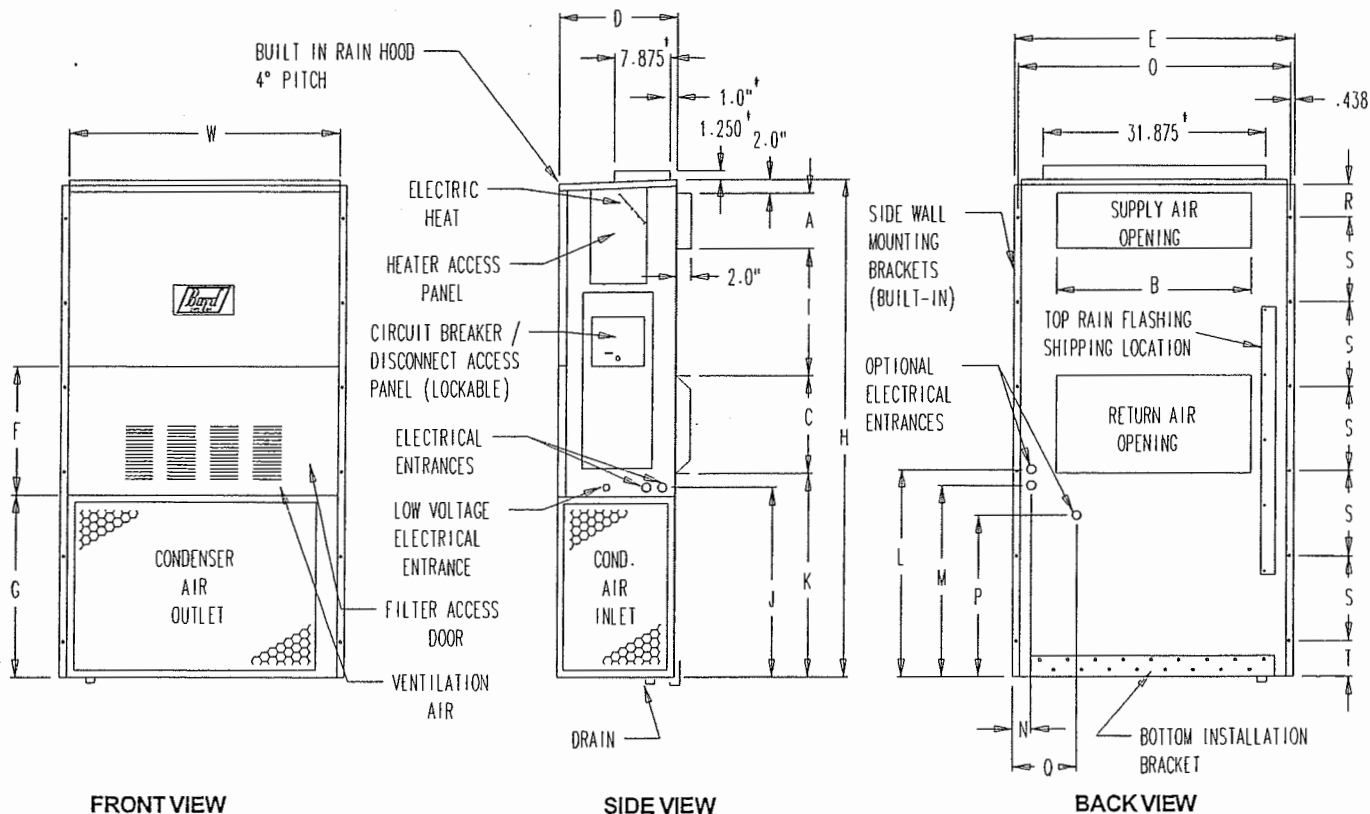 BUILT IN RAIN HOOD
4° PITCH
W
Bard
F
G
CONDENSER
AIR
OUTLET
FRONT VIEW
ELECTRIC
HEAT
HEATER ACCESS
PANEL
CIRCUIT BREAKER /
DISCONNECT ACCESS
PANEL (LOCKABLE)
ELECTRICAL
ENTRANCES
LOW VOLTAGE
ELECTRICAL
ENTRANCE
FILTER ACCESS
DOOR
VENTILATION
AIR
D
7.875‡
1.0"‡
1.250‡
2.0"
A
2.0"
I
C
H
J
K
COND.
AIR
INLET
DRAIN
SIDE VIEW
E
O
.438
31.875‡
SIDE WALL
MOUNTING
BRACKETS
(BUILT-IN)
SUPPLY AIR
OPENING
B
TOP RAIN FLASHING
SHIPPING LOCATION
OPTIONAL
ELECTRICAL
ENTRANCES
RETURN AIR
OPENING
R
S
S
S
S
S
T
L
M
P
N
Q
BOTTOM INSTALLATION
BRACKET
BACK VIEW